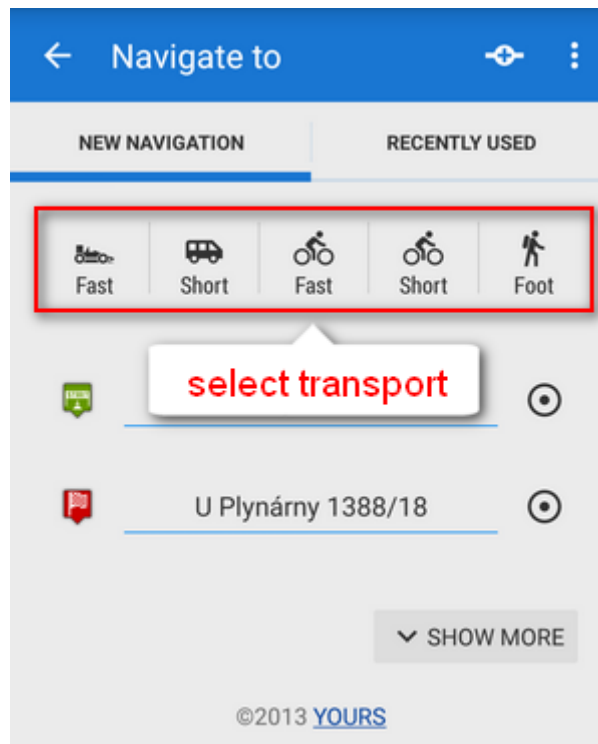 Navigate to
NEW NAVIGATION RECENTLY USED
Fast Short Fast Short Foot
select transport
U Plynárny 1388/18
SHOW MORE
©2013 YOURS